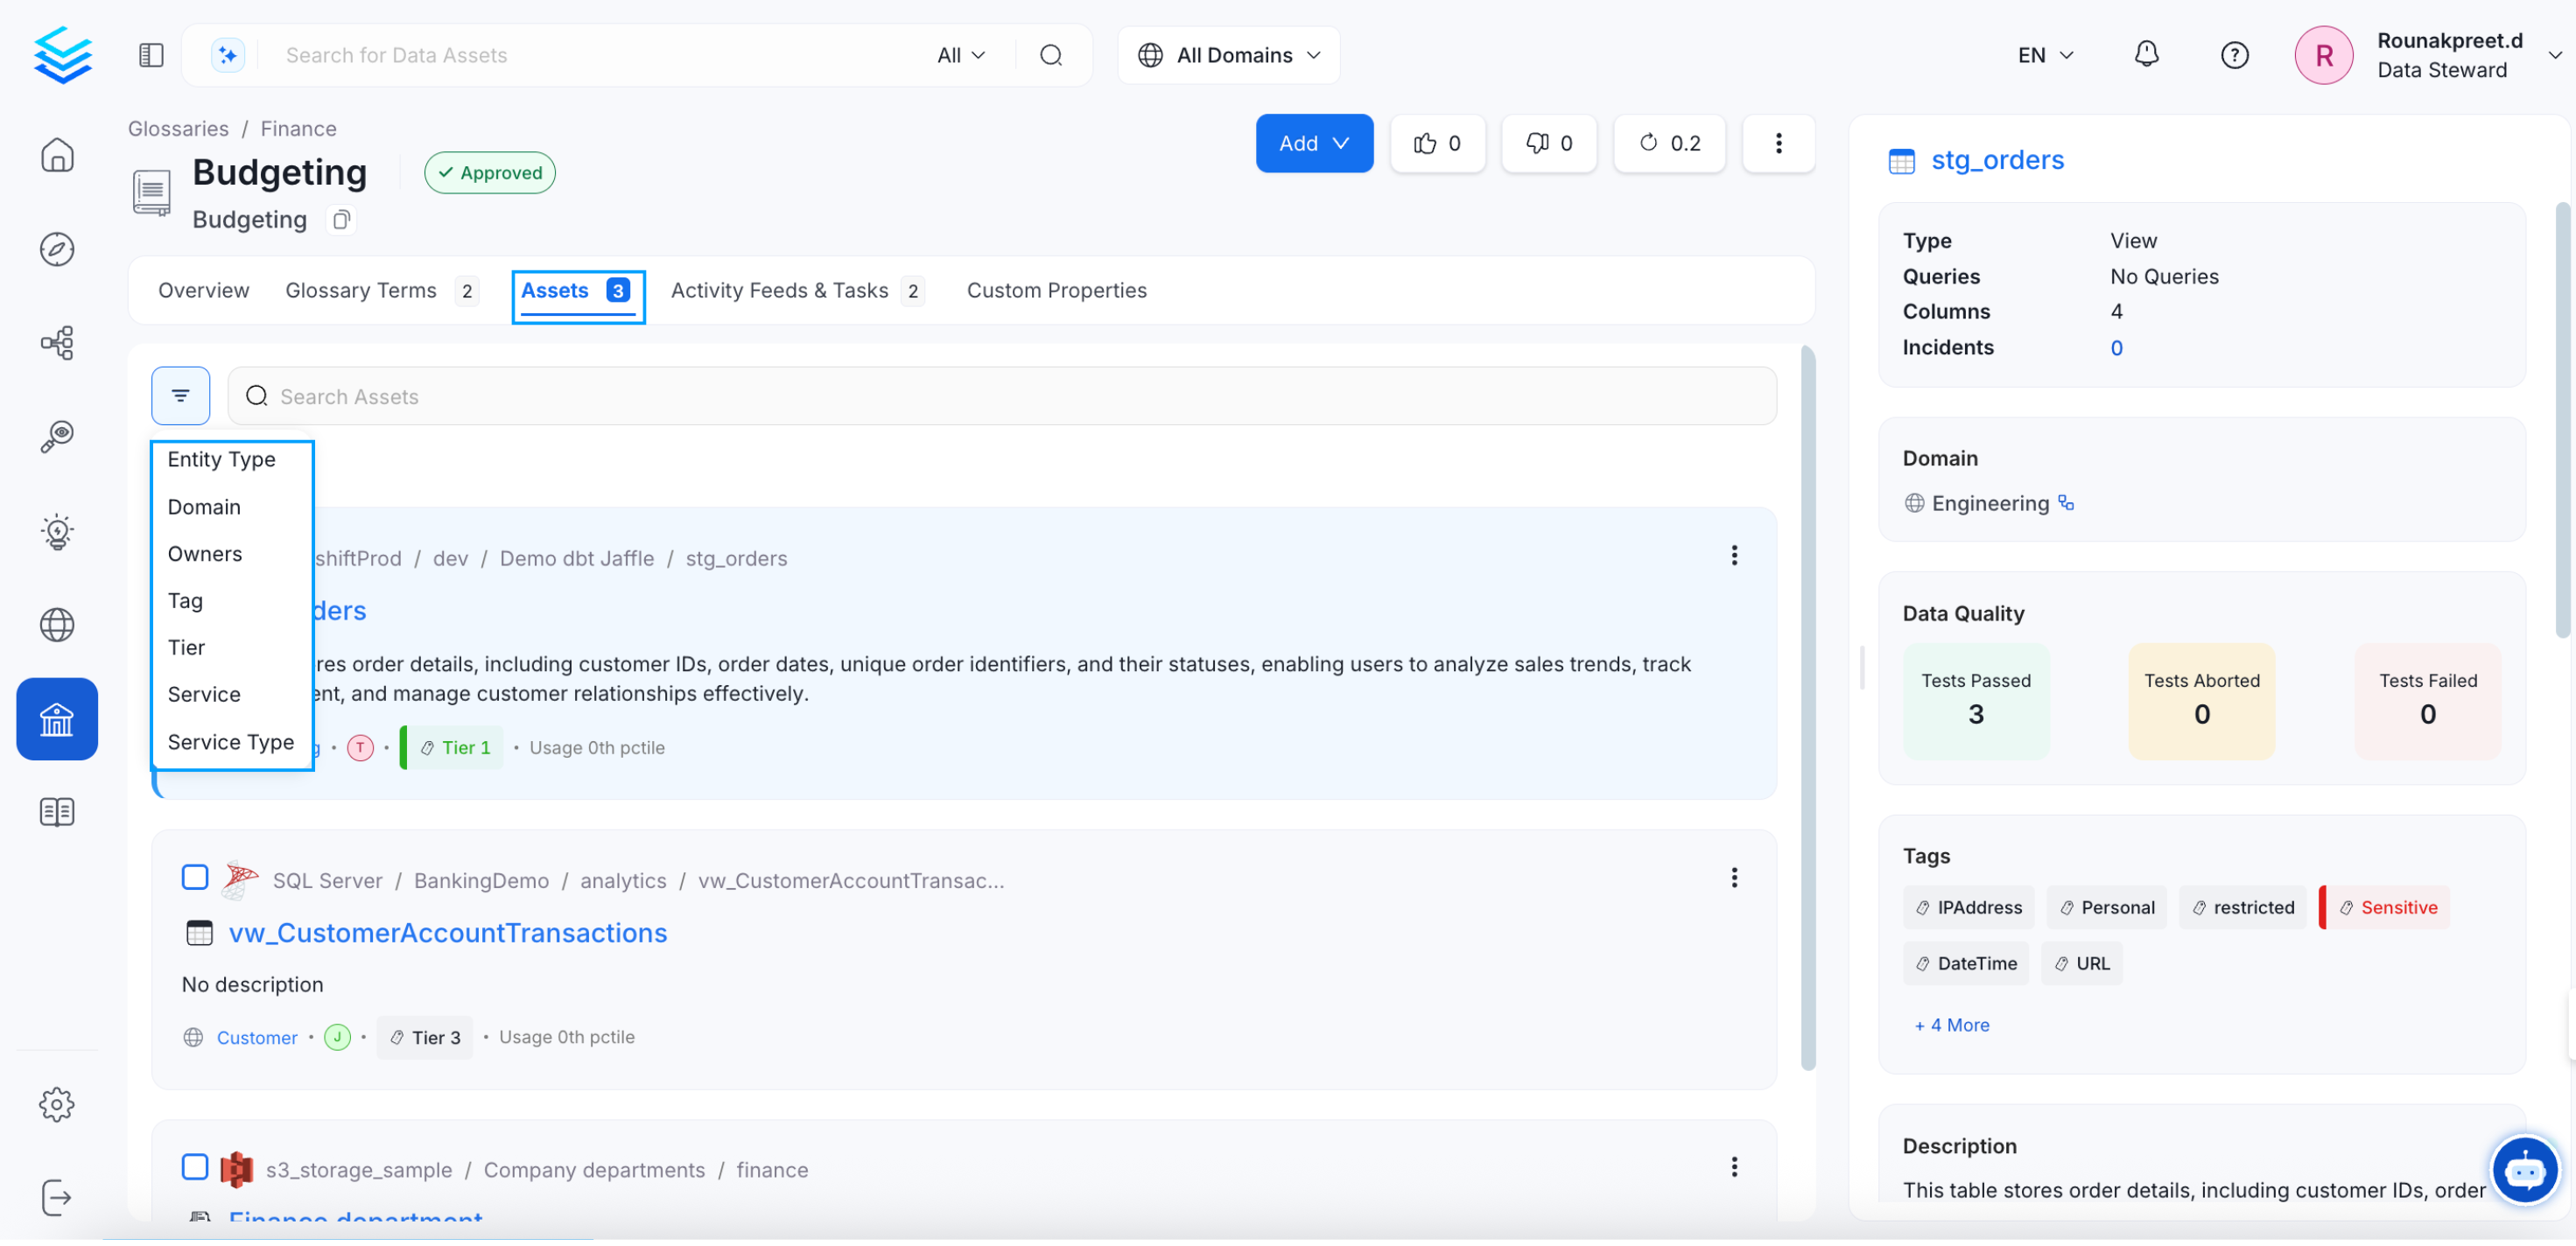 Search for Data Assets
All
All Domains
EN
R
Rounakpreet.d
Data Steward
Glossaries / Finance
Budgeting
Approved
Budgeting
Add
0
0
0.2
Overview
Glossary Terms 2
Assets 3
Activity Feeds & Tasks 2
Custom Properties
Search Assets
Entity Type
Domain
Owners
Tag
Tier
Service
Service Type
shiftProd / dev / Demo dbt Jaffle / stg_orders
ders
res order details, including customer IDs, order dates, unique order identifiers, and their statuses, enabling users to analyze sales trends, track
ent, and manage customer relationships effectively.
g • T • Tier 1 • Usage 0th pctile
SQL Server / BankingDemo / analytics / vw_CustomerAccountTransac...
vw_CustomerAccountTransactions
No description
Customer • J • Tier 3 • Usage 0th pctile
s3_storage_sample / Company departments / finance
Finance department
stg_orders
Type View
Queries No Queries
Columns 4
Incidents 0
Domain
Engineering
Data Quality
Tests Passed
3
Tests Aborted
0
Tests Failed
0
Tags
IPAddress
Personal
restricted
Sensitive
DateTime
URL
+ 4 More
Description
This table stores order details, including customer IDs, order